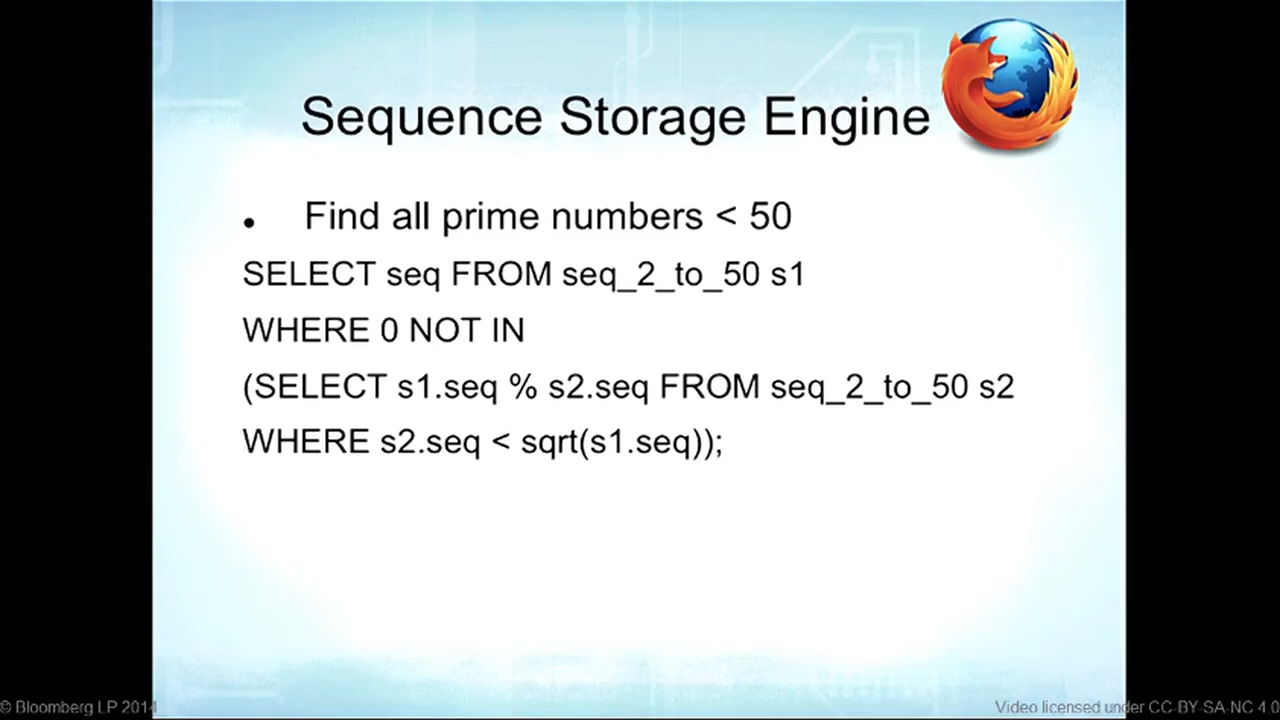 Sequence Storage Engine
• Find all prime numbers < 50
SELECT seq FROM seq_2_to_50 s1
WHERE 0 NOT IN
(SELECT s1.seq % s2.seq FROM seq_2_to_50 s2
WHERE s2.seq < sqrt(s1.seq));
© Bloomberg LP 2014
Video licensed under CC-BY-SA-NC 4.0